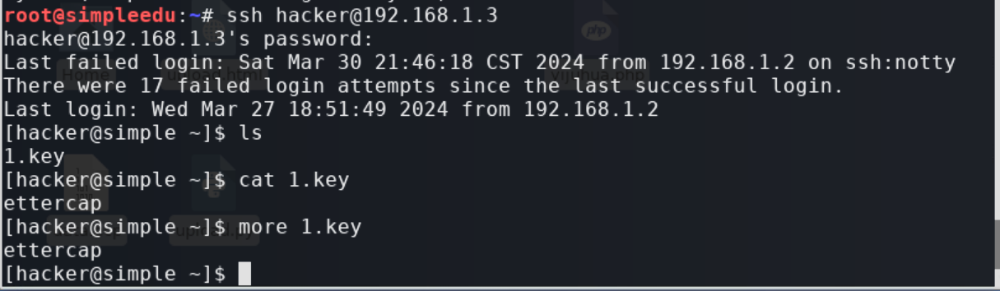 root@simpleedu:~# ssh hacker@192.168.1.3
hacker@192.168.1.3's password:
Last failed login: Sat Mar 30 21:46:18 CST 2024 from 192.168.1.2 on ssh:notty
There were 17 failed login attempts since the last successful login.
Last login: Wed Mar 27 18:51:49 2024 from 192.168.1.2
[hacker@simple ~]$ ls
1.key
[hacker@simple ~]$ cat 1.key
ettercap
[hacker@simple ~]$ more 1.key
ettercap
[hacker@simple ~]$
php
Home